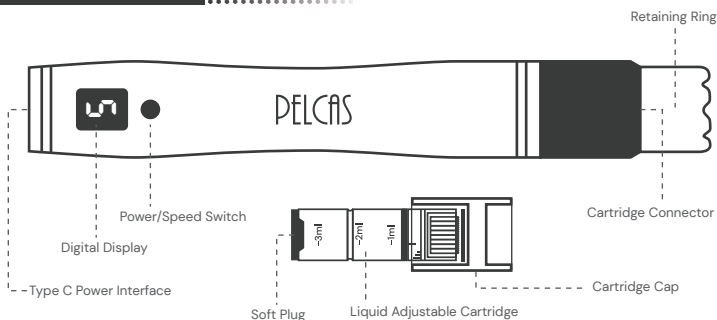 Retaining Ring
5
PELCAS
Power/Speed Switch
Digital Display
Type C Power Interface
Cartridge Connector
3ml
2ml
1ml
Cartridge Cap
Soft Plug
Liquid Adjustable Cartridge